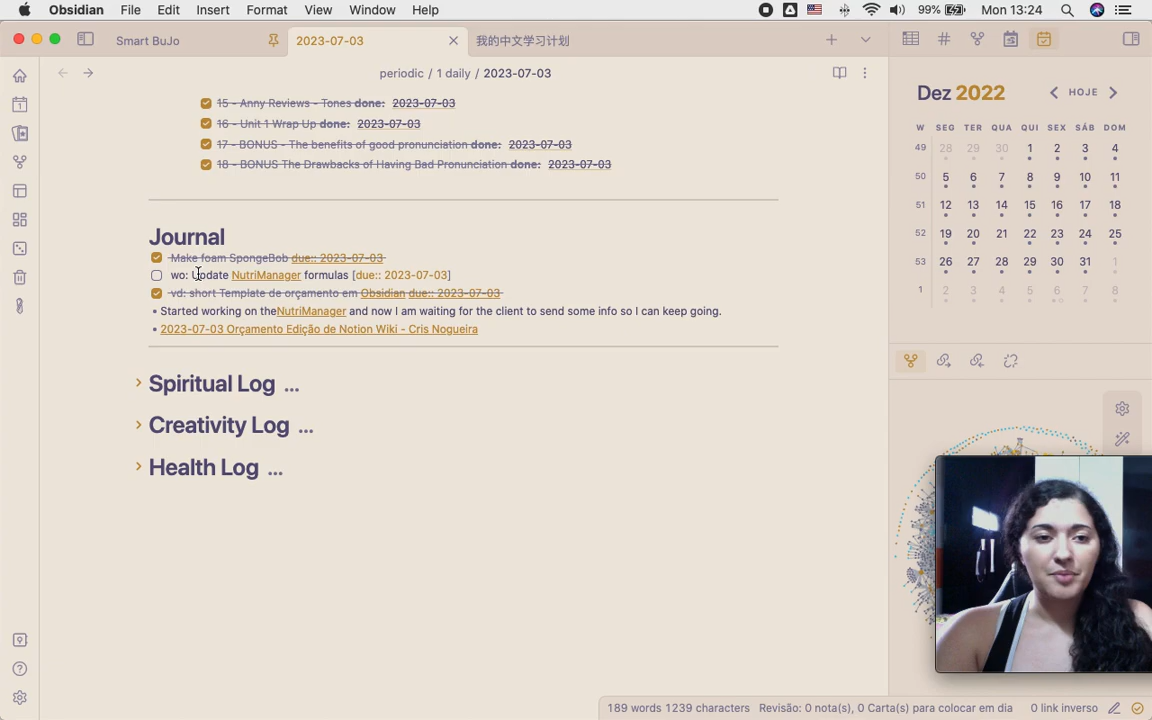 Obsidian File Edit Insert Format View Window Help 99% Mon 13:24
Smart BuJo 2023-07-03 我的中文学习计划
periodic / 1 daily / 2023-07-03
15 - Anny Reviews - Tones done: 2023-07-03
16 - Unit 1 Wrap Up done: 2023-07-03
17 - BONUS - The benefits of good pronunciation done: 2023-07-03
18 - BONUS The Drawbacks of Having Bad Pronunciation done: 2023-07-03
Journal
Make foam SpongeBob due:: 2023-07-03
wo: Update NutriManager formulas [due:: 2023-07-03]
vd: short Template de orçamento em Obsidian due:: 2023-07-03
• Started working on theNutriManager and now I am waiting for the client to send some info so I can keep going.
• 2023-07-03 Orçamento Edição de Notion Wiki - Cris Nogueira
Spiritual Log ...
Creativity Log ...
Health Log ...
Dez 2022 HOJE
W SEG TER QUA QUI SEX SÁB DOM
49 28 29 30 1 2 3 4
50 5 6 7 8 9 10 11
51 12 13 14 15 16 17 18
52 19 20 21 22 23 24 25
53 26 27 28 29 30 31 1
1 2 3 4 5 6 7 8
189 words 1239 characters Revisão: 0 nota(s), 0 Carta(s) para colocar em dia 0 link inverso